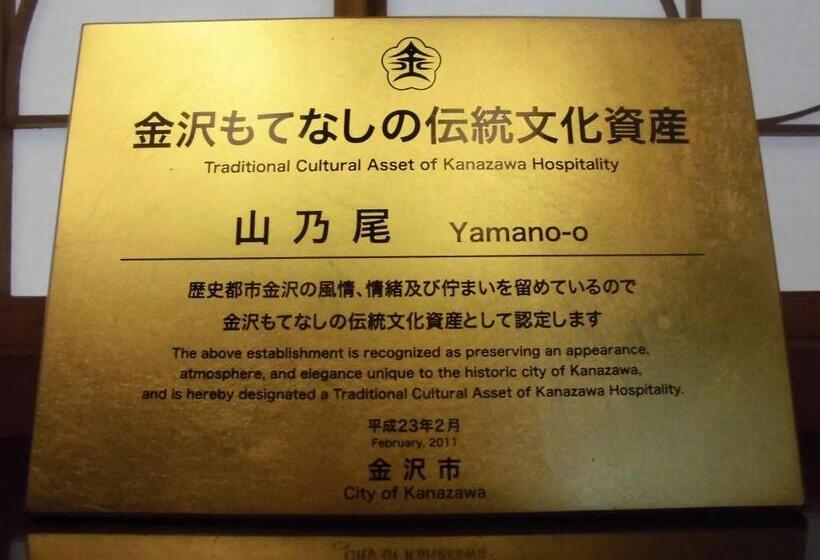 金
金沢もてなしの伝統文化資産
Traditional Cultural Asset of Kanazawa Hospitality
山乃尾 Yamano-o
歴史都市金沢の風情、情緒及び佇まいを留めているので
金沢もてなしの伝統文化資産として認定します
The above establishment is recognized as preserving an appearance,
atmosphere, and elegance unique to the historic city of Kanazawa,
and is hereby designated a Traditional Cultural Asset of Kanazawa Hospitality.
平成23年2月
February, 2011
金沢市
City of Kanazawa